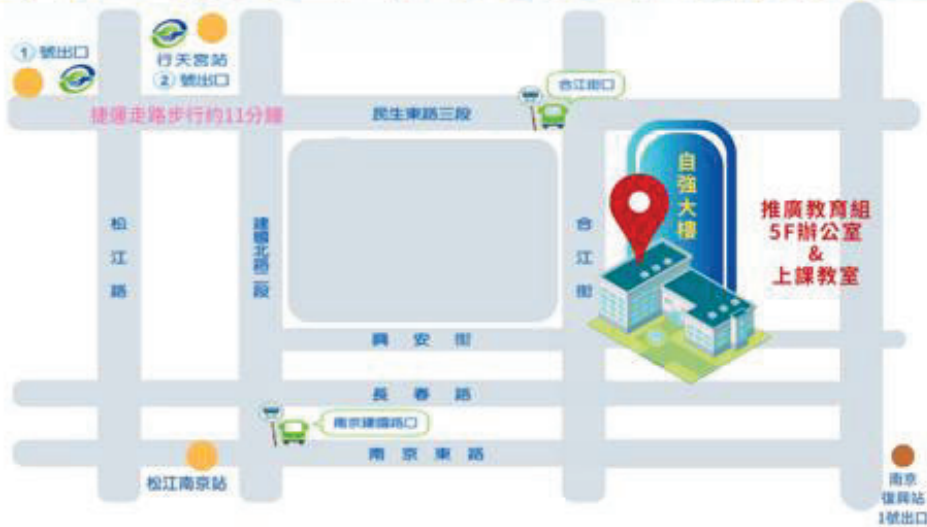 ① 號出口
行天宮站
② 號出口
合江街口
捷運走路步行約11分鐘
民生東路三段
自強大樓
推廣教育組
5F辦公室
&
上課教室
松江路
建國北路二段
合江街
興安街
長春路
南京建國路口
南京東路
松江南京站
南京
復興站
1號出口